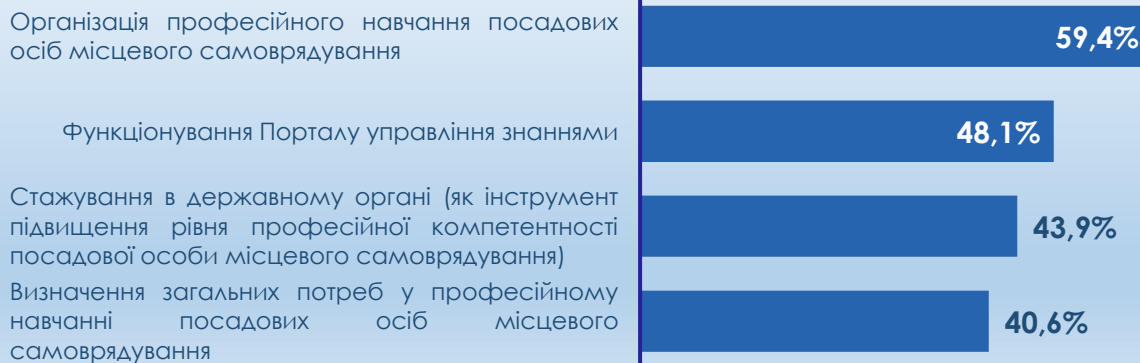 Організація професійного навчання посадових
осіб місцевого самоврядування
59,4%
Функціонування Порталу управління знаннями
48,1%
Стажування в державному органі (як інструмент
підвищення рівня професійної компетентності
посадової особи місцевого самоврядування)
43,9%
Визначення загальних потреб у професійному
навчанні посадових осіб місцевого
самоврядування
40,6%